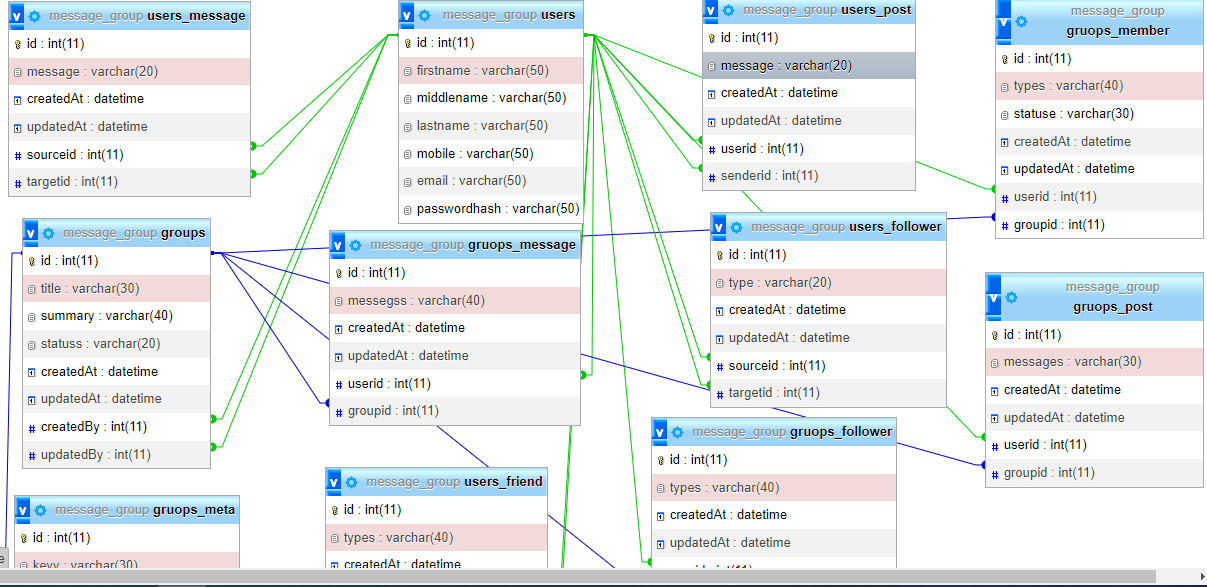 v message_group users_message
id : int(11)
message : varchar(20)
createdAt : datetime
updatedAt : datetime
# sourceid : int(11)
# targetid : int(11)
v message_group users
id : int(11)
firstname : varchar(50)
middlename : varchar(50)
lastname : varchar(50)
mobile : varchar(50)
email : varchar(50)
passwordhash : varchar(50)
v message_group users_post
id : int(11)
message : varchar(20)
createdAt : datetime
updatedAt : datetime
# userid : int(11)
# senderid : int(11)
v message_group
gruops_member
id : int(11)
types : varchar(40)
statuse : varchar(30)
createdAt : datetime
updatedAt : datetime
# userid : int(11)
# groupid : int(11)
v message_group groups
id : int(11)
title : varchar(30)
summary : varchar(40)
statuss : varchar(20)
createdAt : datetime
updatedAt : datetime
# createdBy : int(11)
# updatedBy : int(11)
v message_group gruops_message
id : int(11)
messegss : varchar(40)
createdAt : datetime
updatedAt : datetime
# userid : int(11)
# groupid : int(11)
v message_group users_follower
id : int(11)
type : varchar(20)
createdAt : datetime
updatedAt : datetime
# sourceid : int(11)
# targetid : int(11)
v message_group
gruops_post
id : int(11)
messages : varchar(30)
createdAt : datetime
updatedAt : datetime
# userid : int(11)
# groupid : int(11)
v message_group gruops_meta
id : int(11)
keyy : varchar(30)
v message_group users_friend
id : int(11)
types : varchar(40)
createdAt : datetime
v message_group gruops_follower
id : int(11)
types : varchar(40)
createdAt : datetime
updatedAt : datetime